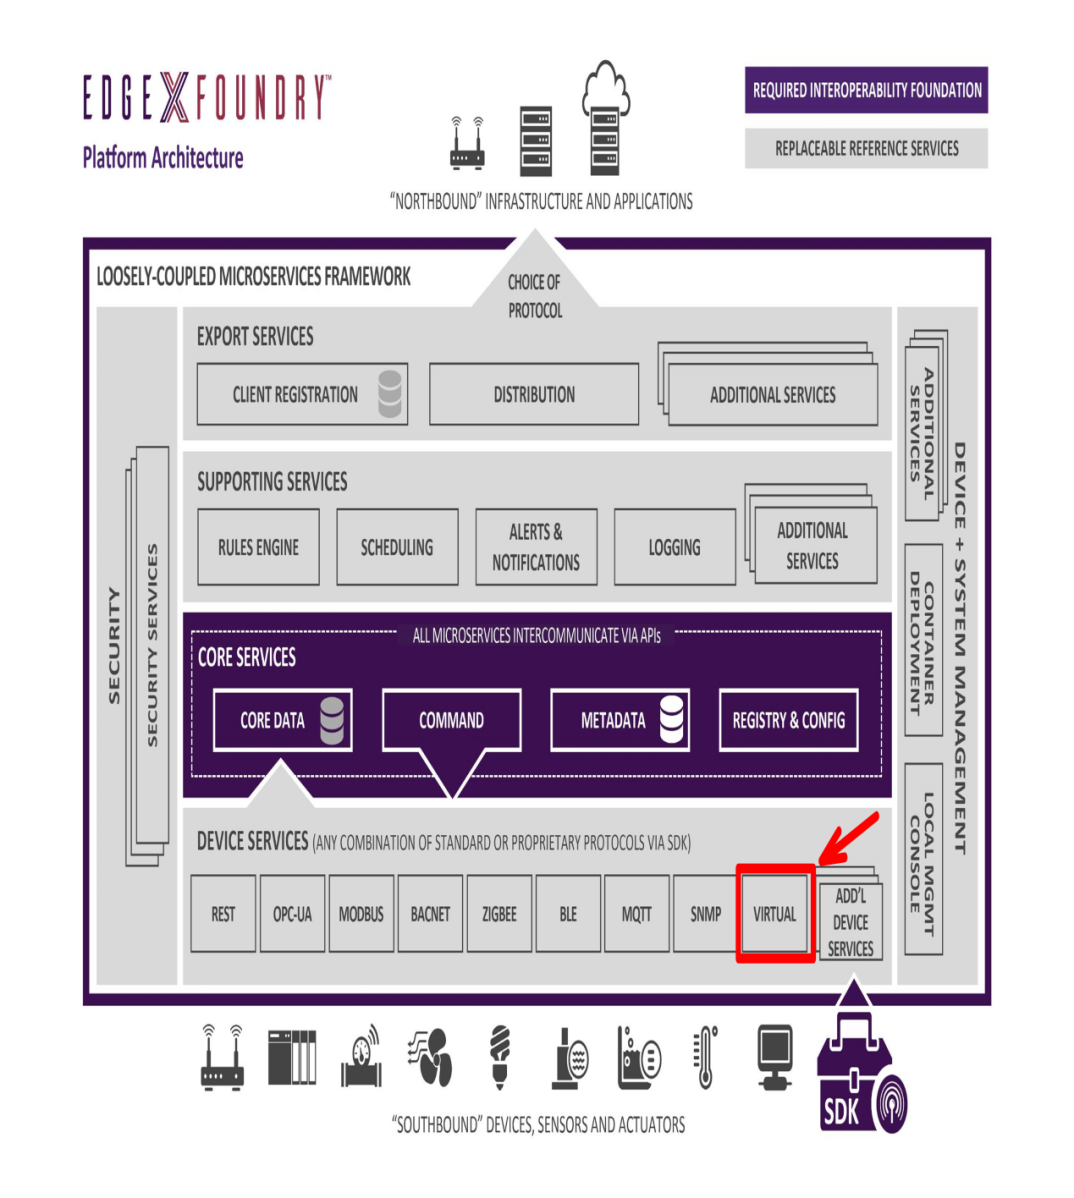 EDGE X FOUNDRY™
Platform Architecture
REQUIRED INTEROPERABILITY FOUNDATION
REPLACEABLE REFERENCE SERVICES
“NORTHBOUND” INFRASTRUCTURE AND APPLICATIONS
LOOSELY-COUPLED MICROSERVICES FRAMEWORK
CHOICE OF
PROTOCOL
EXPORT SERVICES
CLIENT REGISTRATION
DISTRIBUTION
ADDITIONAL SERVICES
SUPPORTING SERVICES
RULES ENGINE
SCHEDULING
ALERTS &
NOTIFICATIONS
LOGGING
ADDITIONAL
SERVICES
ALL MICROSERVICES INTERCOMMUNICATE VIA APIs
CORE SERVICES
CORE DATA
COMMAND
METADATA
REGISTRY & CONFIG
DEVICE SERVICES (ANY COMBINATION OF STANDARD OR PROPRIETARY PROTOCOLS VIA SDK)
REST
OPC-UA
MODBUS
BACNET
ZIGBEE
BLE
MQTT
SNMP
VIRTUAL
ADD'L
DEVICE
SERVICES
SECURITY
SECURITY SERVICES
DEVICE + SYSTEM MANAGEMENT
ADDITIONAL
SERVICES
CONTAINER
DEPLOYMENT
LOCAL MGMT
CONSOLE
SDK
“SOUTHBOUND” DEVICES, SENSORS AND ACTUATORS